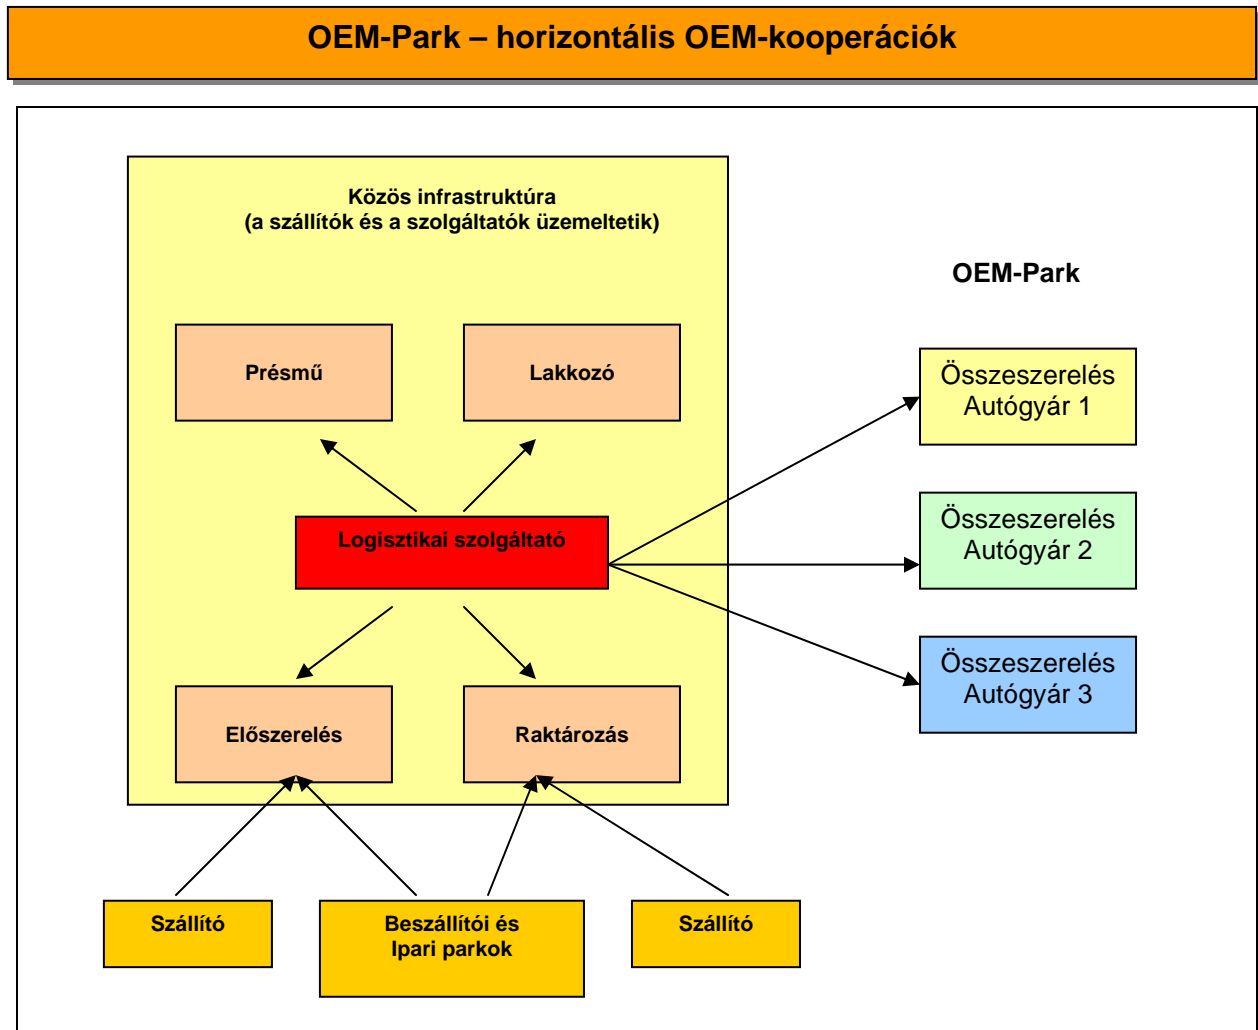 OEM-Park – horizontális OEM-kooperációk
Közös infrastruktúra
(a szállítók és a szolgáltatók üzemeltetik)
OEM-Park
Présmű
Lakkozó
Összeszerelés
Autógyár 1
Logisztikai szolgáltató
Összeszerelés
Autógyár 2
Összeszerelés
Autógyár 3
Előszerelés
Raktározás
Szállító
Beszállítói és
Ipari parkok
Szállító